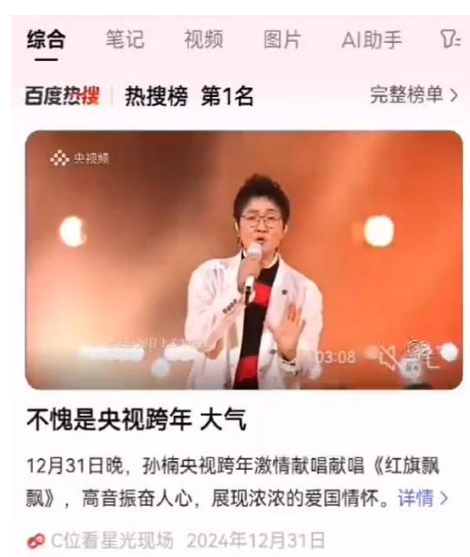 综合 笔记 视频 图片 AI助手
百度热搜 热搜榜 第1名 完整榜单 >
央视频
03:08
不愧是央视跨年 大气
12月31日晚，孙楠央视跨年激情献唱献唱《红旗飘
飘》，高音振奋人心，展现浓浓的爱国情怀。详情 >
C位看星光现场 2024年12月31日